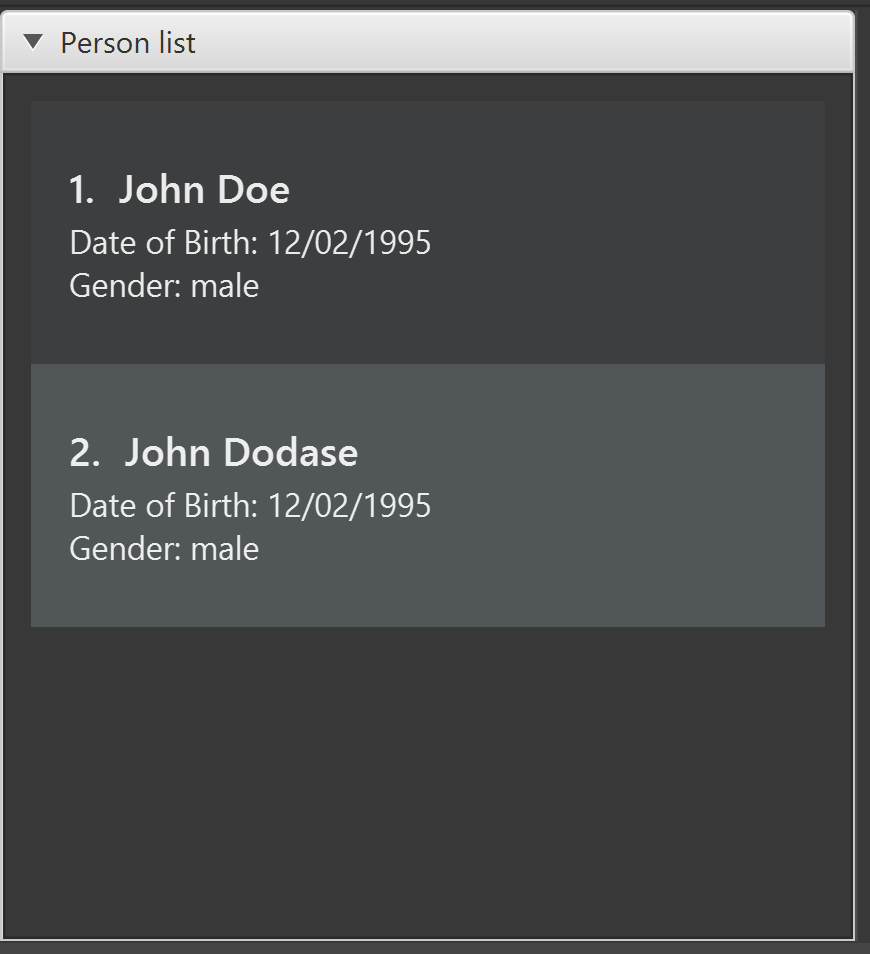 Person list
1. John Doe
Date of Birth: 12/02/1995
Gender: male
2. John Dodase
Date of Birth: 12/02/1995
Gender: male